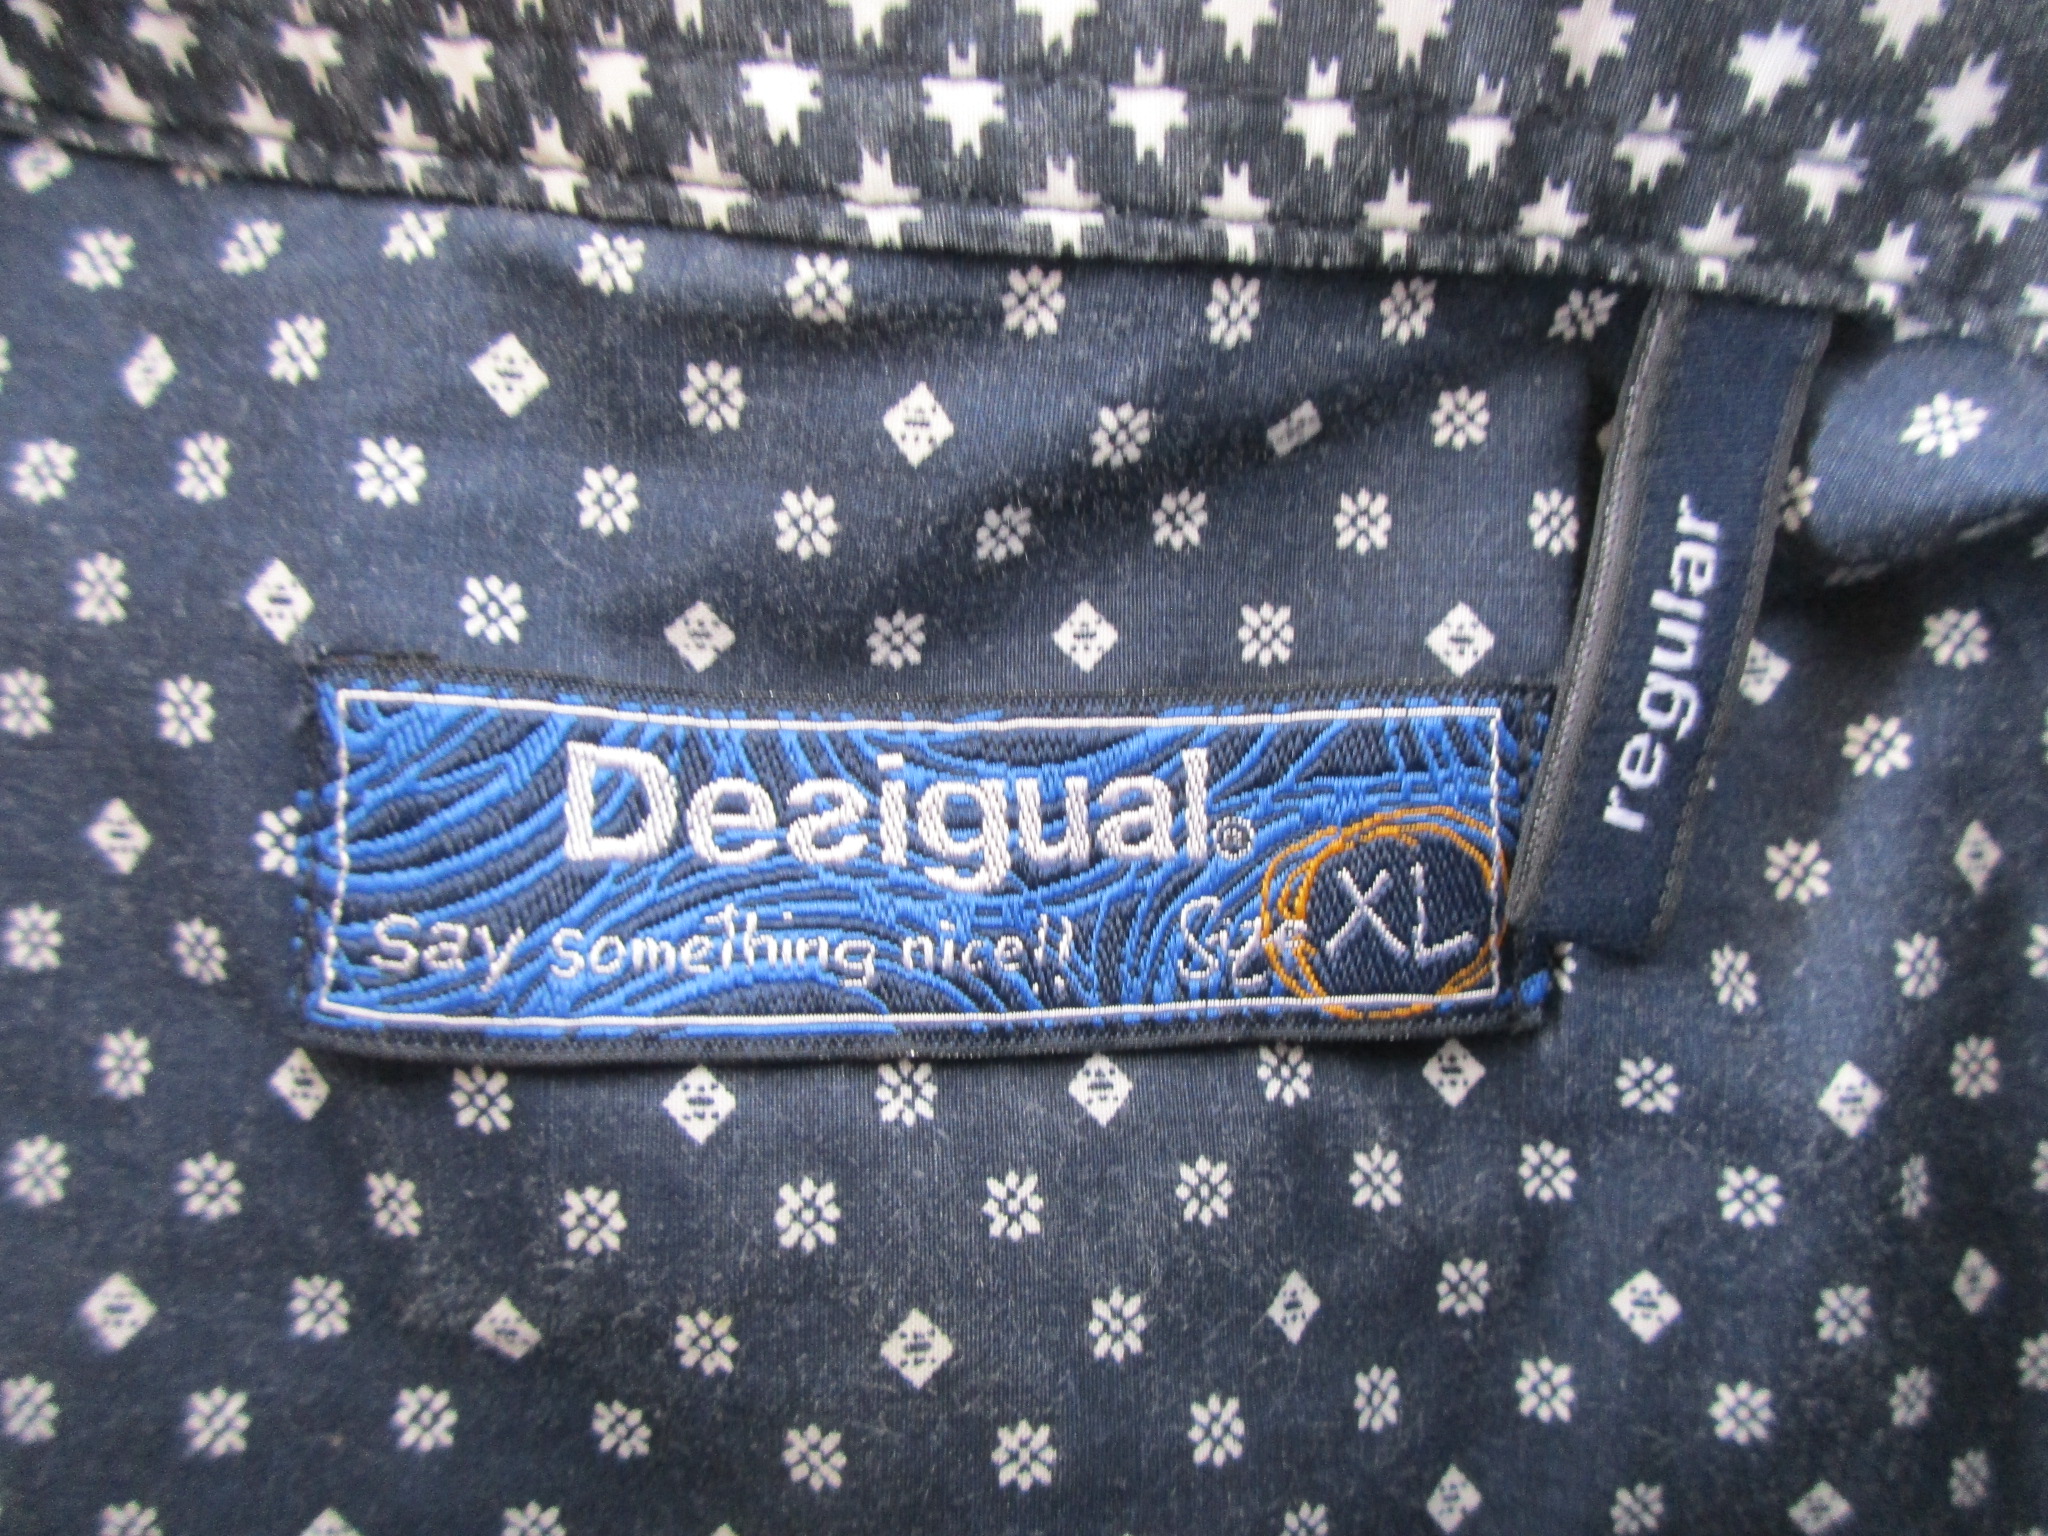 Desigual®
say something nice!! Size XL
regular